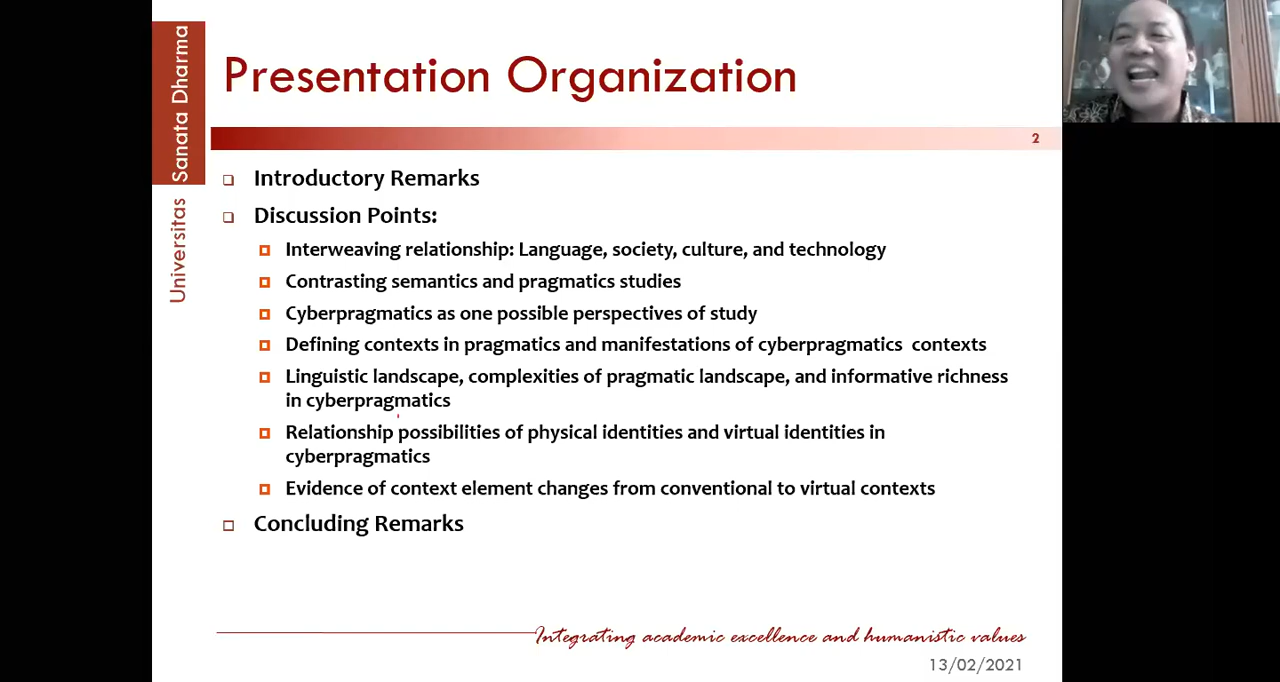 Universitas Sanata Dharma
Presentation Organization
2
Introductory Remarks
Discussion Points:
Interweaving relationship: Language, society, culture, and technology
Contrasting semantics and pragmatics studies
Cyberpragmatics as one possible perspectives of study
Defining contexts in pragmatics and manifestations of cyberpragmatics contexts
Linguistic landscape, complexities of pragmatic landscape, and informative richness
in cyberpragmatics
Relationship possibilities of physical identities and virtual identities in
cyberpragmatics
Evidence of context element changes from conventional to virtual contexts
Concluding Remarks
Integrating academic excellence and humanistic values
13/02/2021